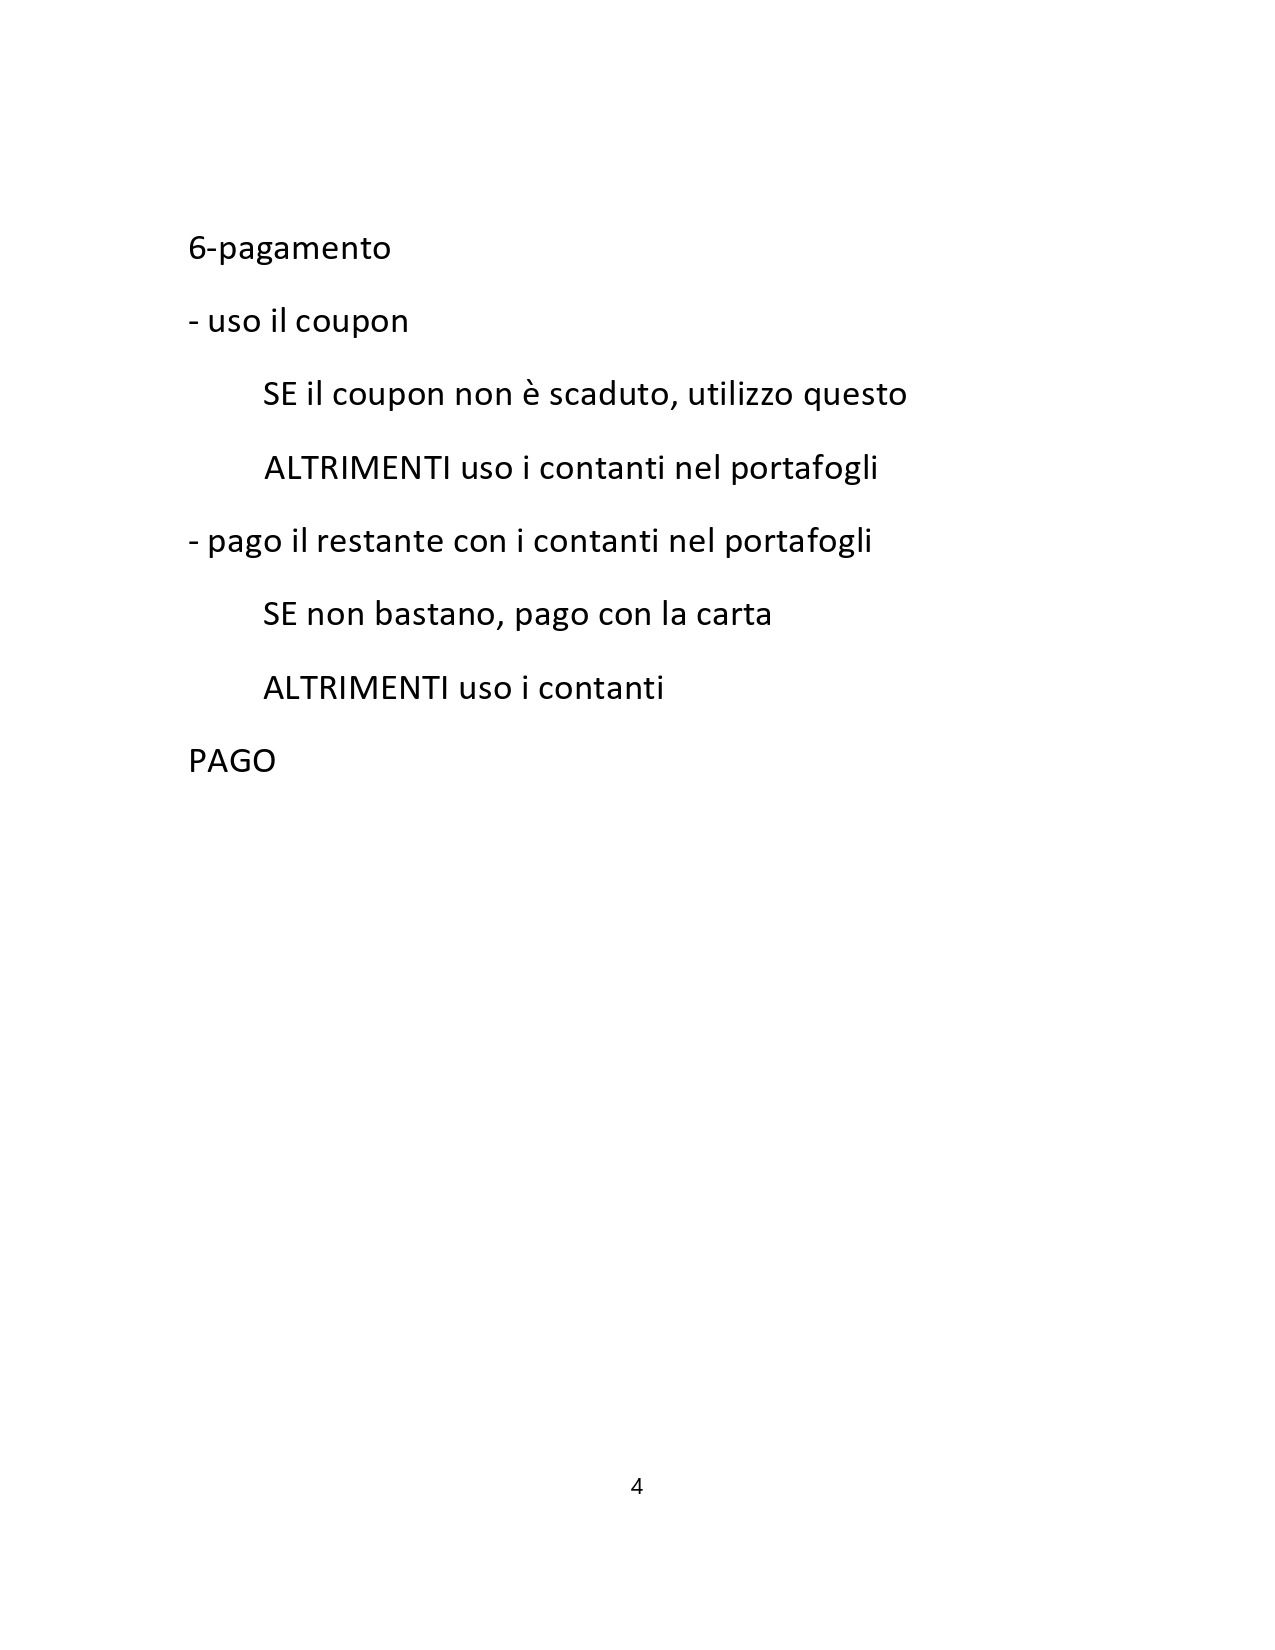 6-pagamento
- uso il coupon
SE il coupon non è scaduto, utilizzo questo
ALTRIMENTI uso i contanti nel portafogli
- pago il restante con i contanti nel portafogli
SE non bastano, pago con la carta
ALTRIMENTI uso i contanti
PAGO
4